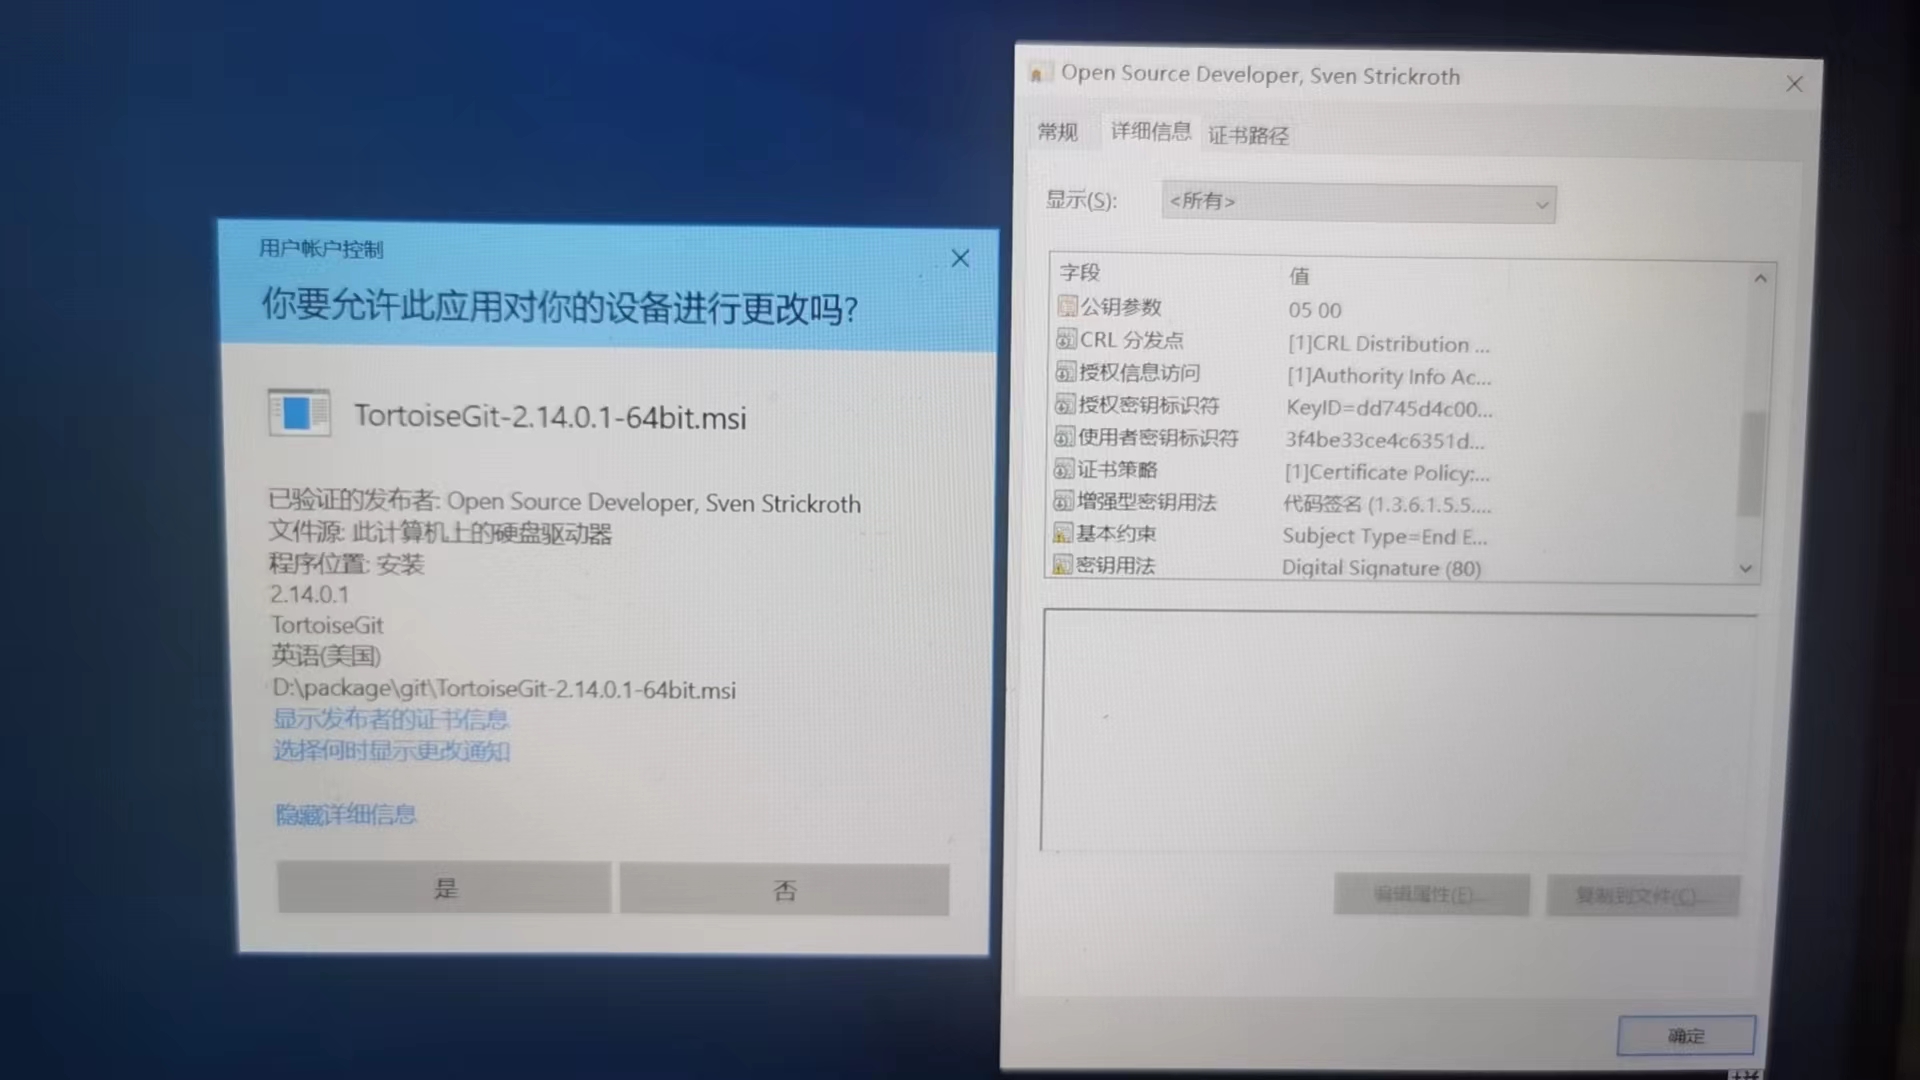 用户帐户控制
你要允许此应用对你的设备进行更改吗?
TortoiseGit-2.14.0.1-64bit.msi
已验证的发布者: Open Source Developer, Sven Strickroth
文件源: 此计算机上的硬盘驱动器
程序位置: 安装
2.14.0.1
TortoiseGit
英语(美国)
D:\package\git\TortoiseGit-2.14.0.1-64bit.msi
显示发布者的证书信息
选择何时显示更改通知
隐藏详细信息
是
否
Open Source Developer, Sven Strickroth
常规 详细信息 证书路径
显示(S): <所有>
字段 值
公钥参数 05 00
CRL 分发点 [1]CRL Distribution ...
授权信息访问 [1]Authority Info Ac...
授权密钥标识符 KeyID=dd745d4c00...
使用者密钥标识符 3f4be33ce4c6351d...
证书策略 [1]Certificate Policy:...
增强型密钥用法 代码签名 (1.3.6.1.5.5....
基本约束 Subject Type=End E...
密钥用法 Digital Signature (80)
编辑属性(E)... 复制到文件(C)...
确定